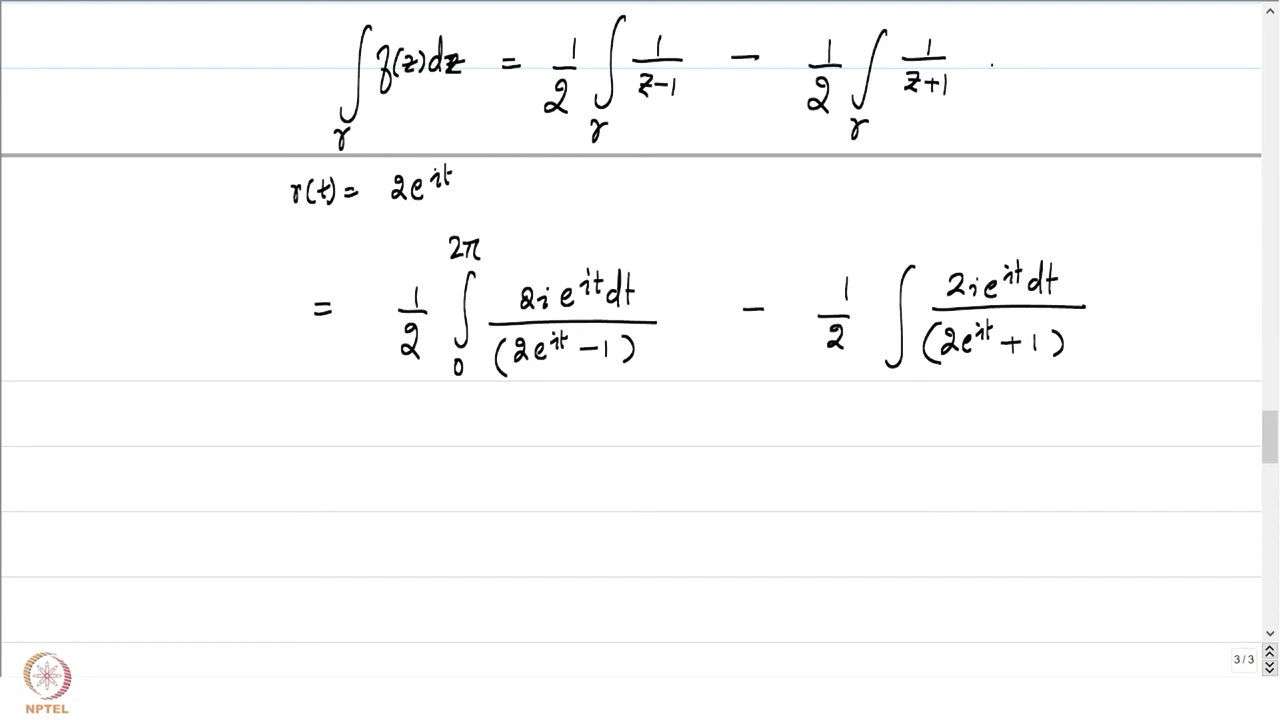 ∫_γ f(z)dz = 1/2 ∫_γ 1/(z-1) - 1/2 ∫_γ 1/(z+1)
γ(t) = 2e^{it}
= 1/2 ∫_0^{2π} 2ie^{it}dt/(2e^{it} - 1) - 1/2 ∫ 2ie^{it}dt/(2e^{it} + 1)
3 / 3
NPTEL